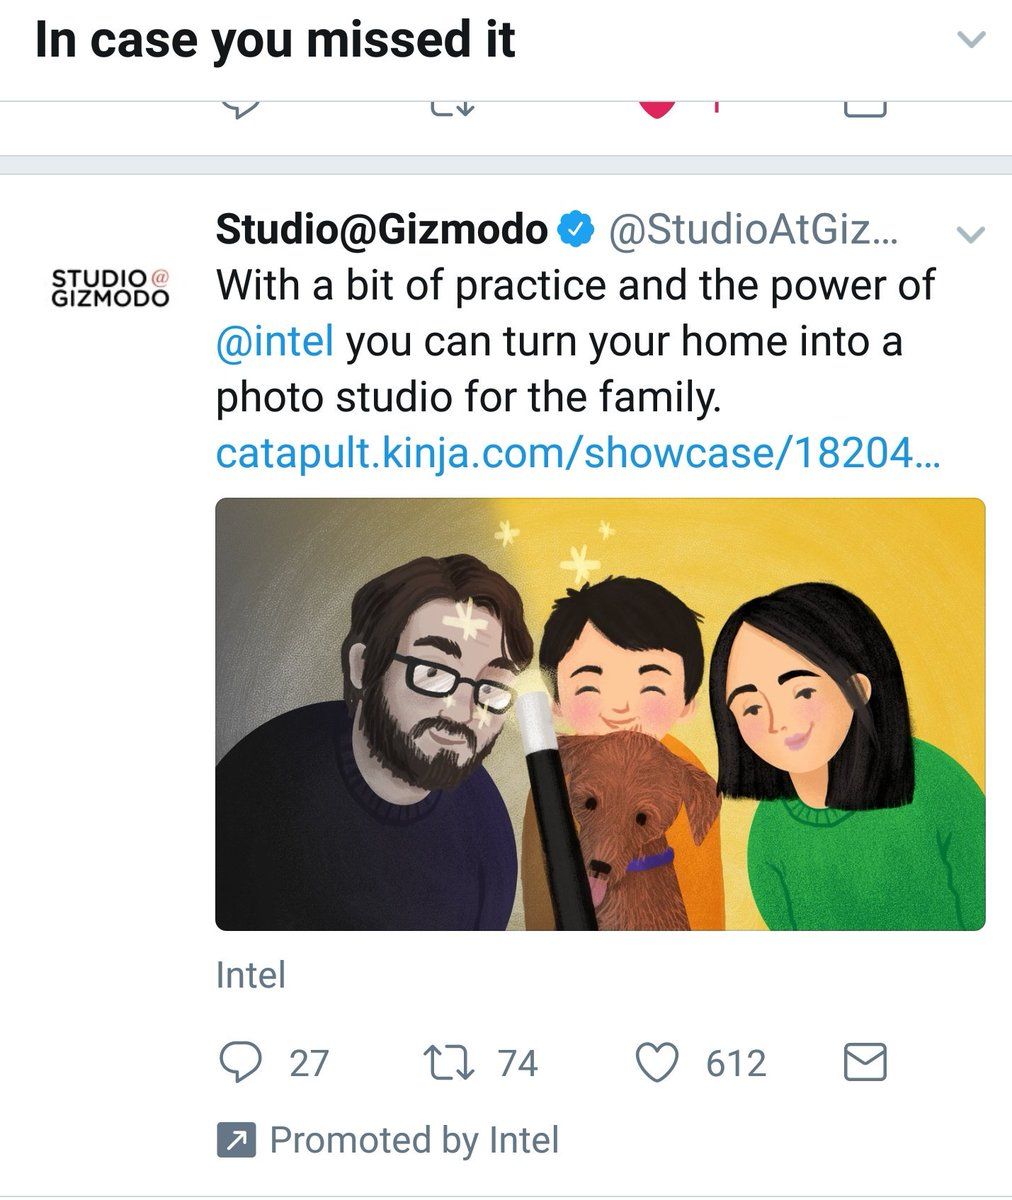 In case you missed it
Studio@Gizmodo @StudioAtGiz...
STUDIO@
GIZMODO
With a bit of practice and the power of
@intel you can turn your home into a
photo studio for the family.
catapult.kinja.com/showcase/18204...
Intel
27 74 612
Promoted by Intel